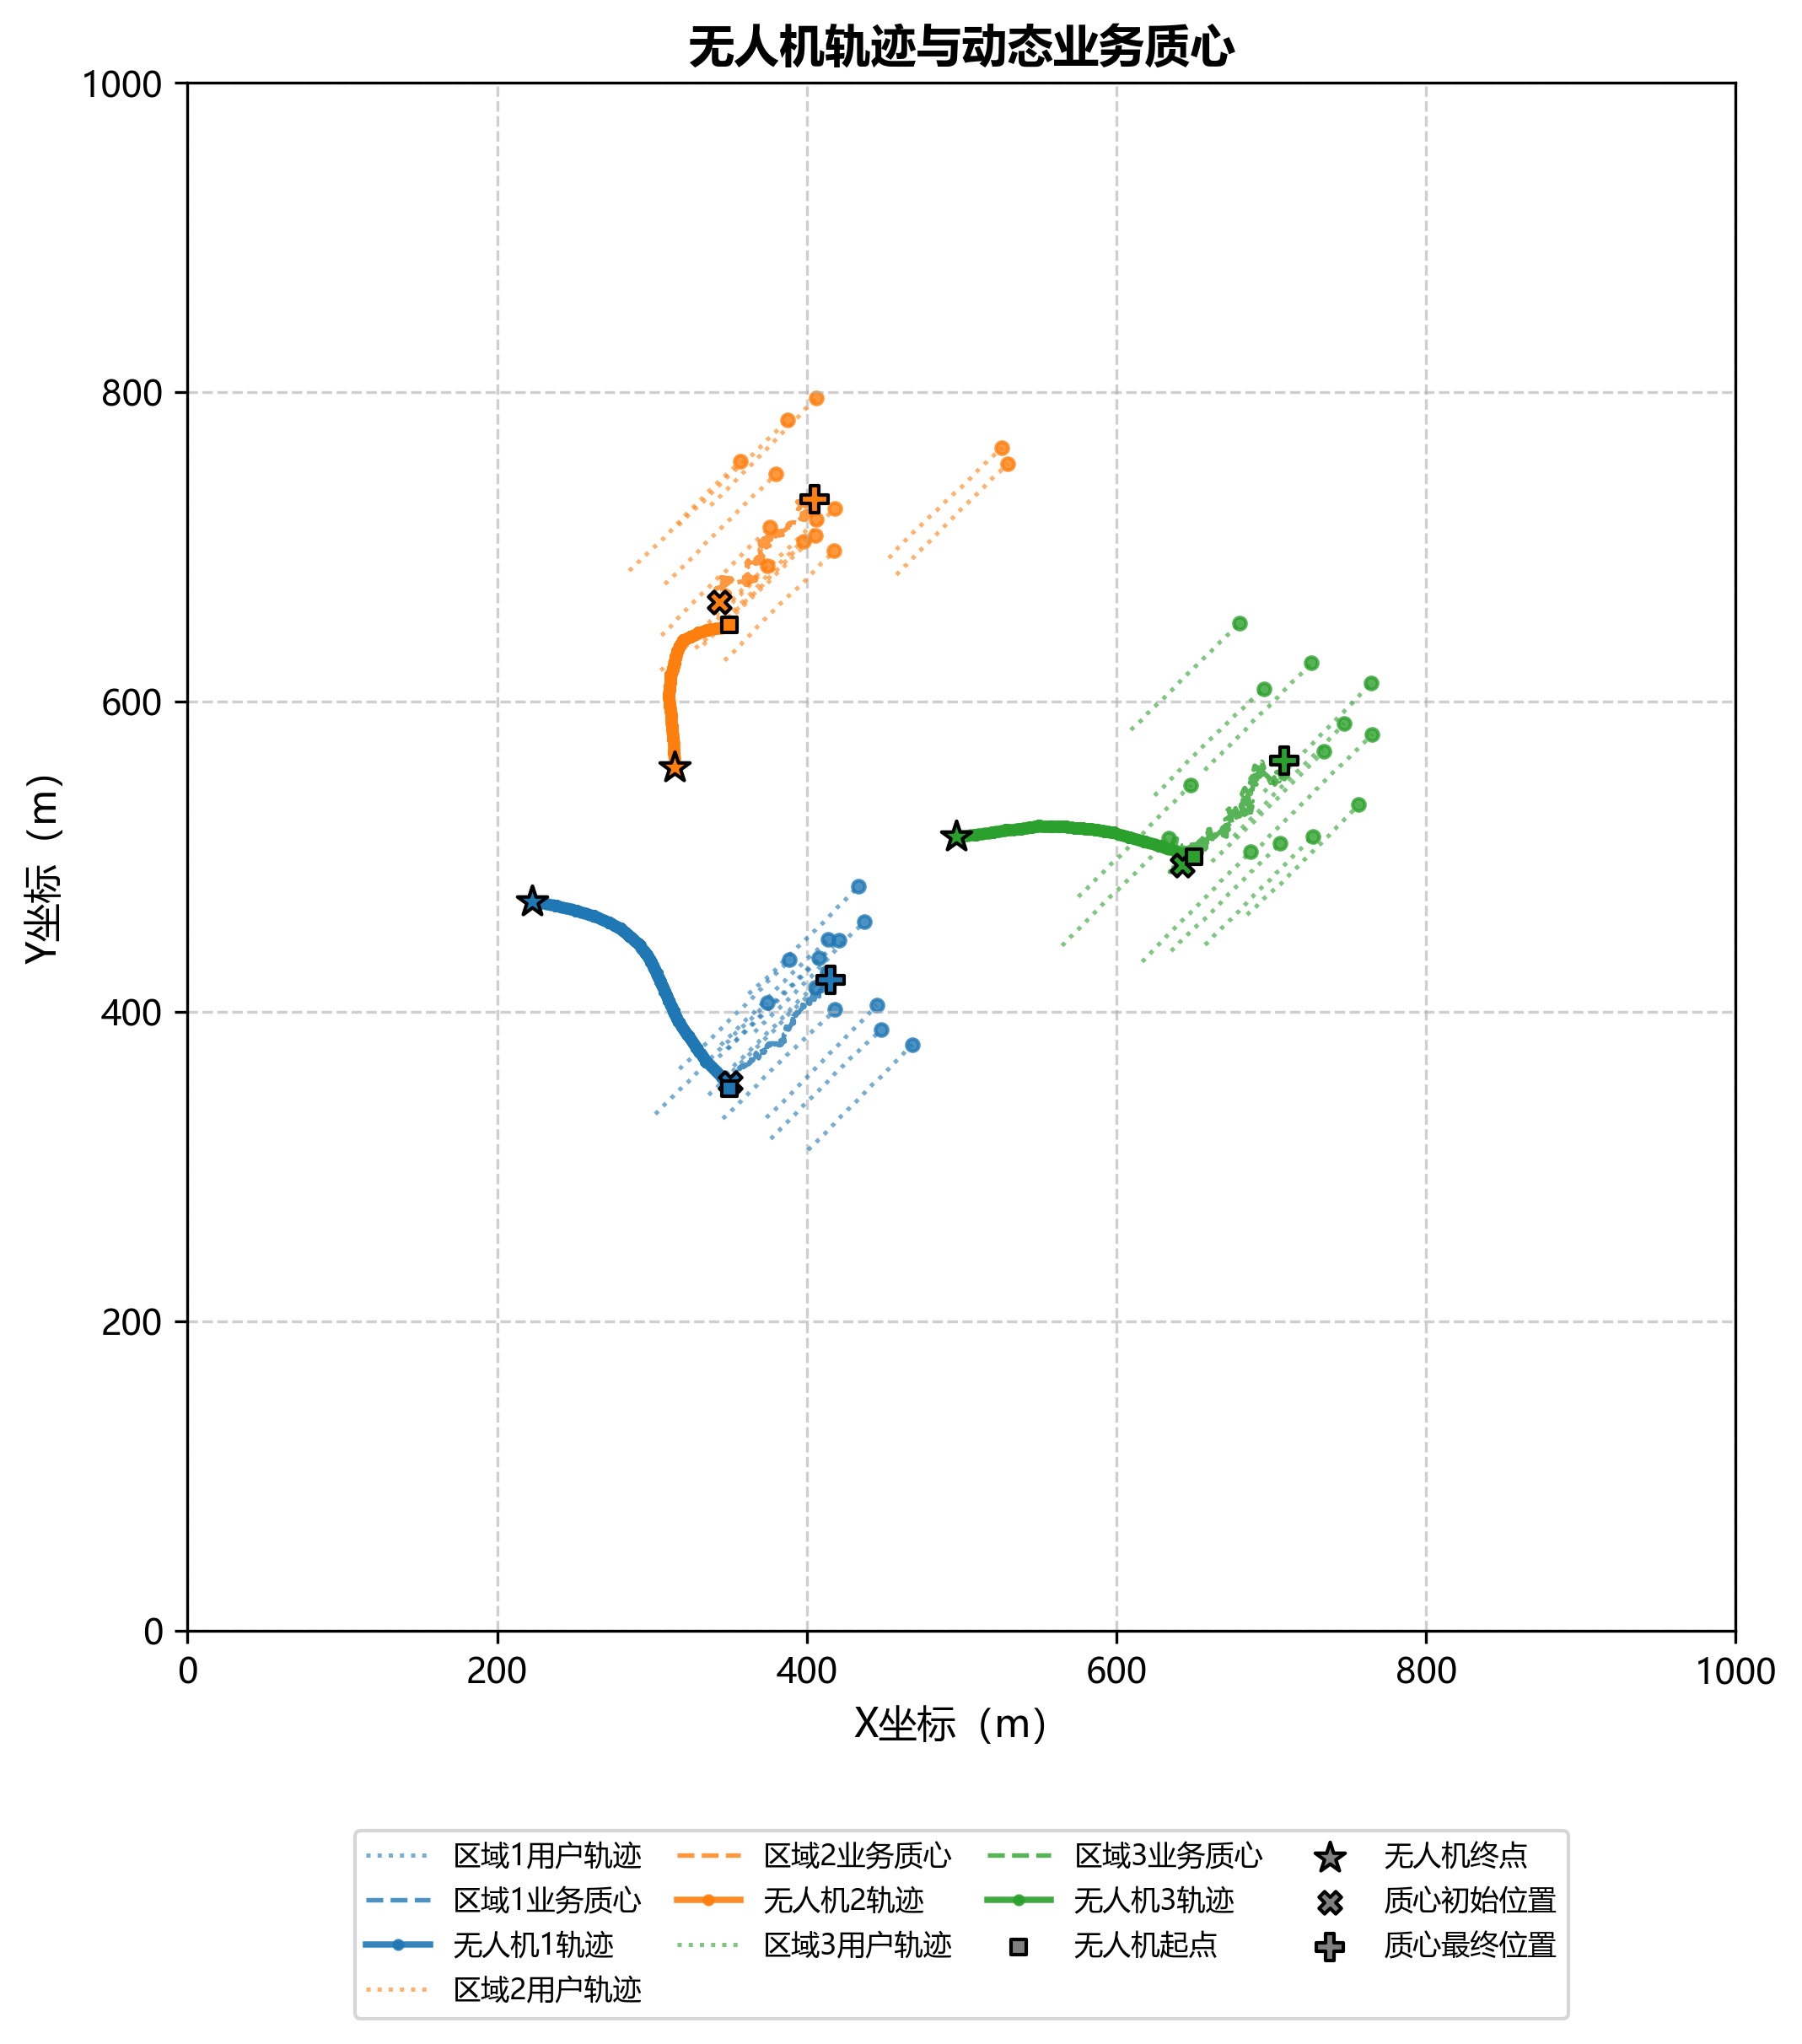 无人机轨迹与动态业务质心
1000
800
600
400
200
0
Y坐标（m）
0 200 400 600 800 1000
X坐标（m）
区域1用户轨迹 区域2业务质心 区域3业务质心 无人机终点
区域1业务质心 无人机2轨迹 无人机3轨迹 质心初始位置
无人机1轨迹 区域3用户轨迹 无人机起点 质心最终位置
区域2用户轨迹